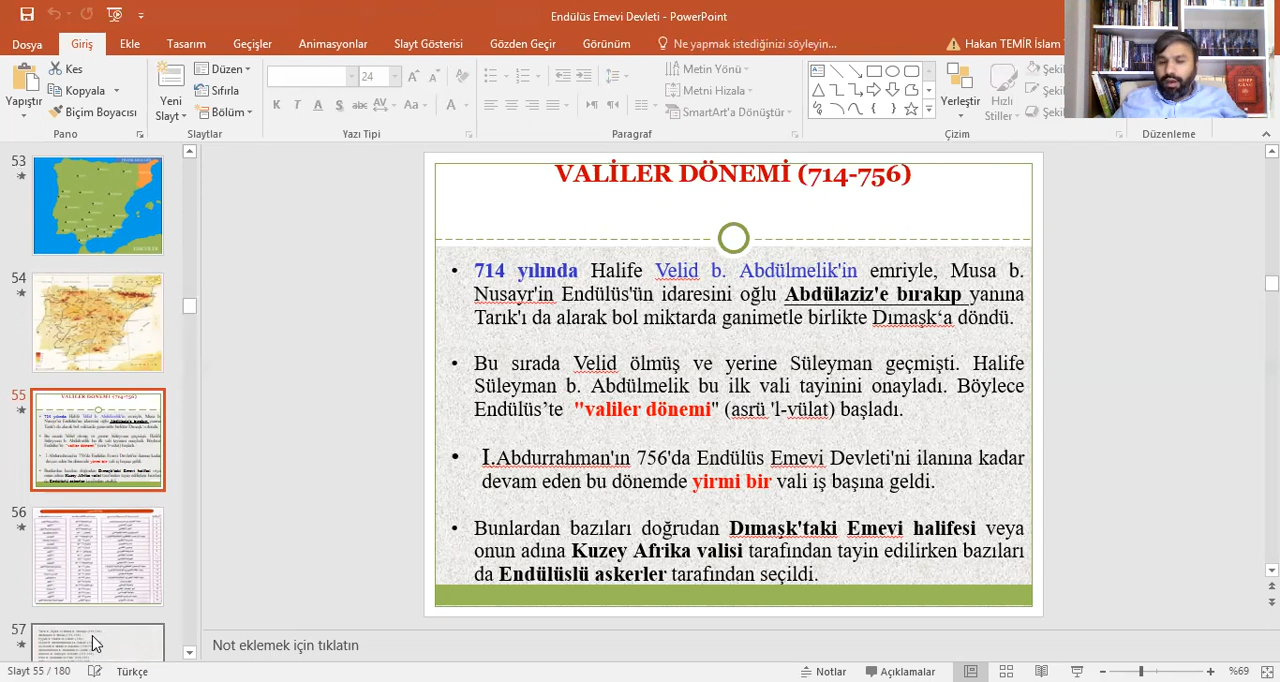 Endülüs Emevi Devleti - PowerPoint
Dosya Giriş Ekle Tasarım Geçişler Animasyonlar Slayt Gösterisi Gözden Geçir Görünüm Ne yapmak istediğinizi söyleyin... Hakan TEMİR İslam
Yapıştır
Kes
Kopyala
Biçim Boyacısı
Pano
Yeni
Slayt
Düzen
Sıfırla
Bölüm
Slaytlar
24
K T A S abc AV Aa A
Yazı Tipi
Metin Yönü
Metni Hizala
SmartArt'a Dönüştür
Paragraf
Yerleştir
Hızlı
Stiller
Şekil
Şekil
Şekil
Çizim
Düzenleme
53
54
55
56
57
VALİLER DÖNEMİ (714-756)
• 714 yılında Halife Velid b. Abdülmelik'in emriyle, Musa b.
Nusayr'in Endülüs'ün idaresini oğlu Abdülaziz'e bırakıp yanına
Tarık'ı da alarak bol miktarda ganimetle birlikte Dımaşk‘a döndü.
• Bu sırada Velid ölmüş ve yerine Süleyman geçmişti. Halife
Süleyman b. Abdülmelik bu ilk vali tayinini onayladı. Böylece
Endülüs’te "valiler dönemi" (asrü 'l-vülat) başladı.
• I.Abdurrahman'ın 756'da Endülüs Emevi Devleti'ni ilanına kadar
devam eden bu dönemde yirmi bir vali iş başına geldi.
• Bunlardan bazıları doğrudan Dımaşk'taki Emevi halifesi veya
onun adına Kuzey Afrika valisi tarafından tayin edilirken bazıları
da Endülüslü askerler tarafından seçildi.
Not eklemek için tıklatın
Slayt 55 / 180 Türkçe Notlar Açıklamalar %69